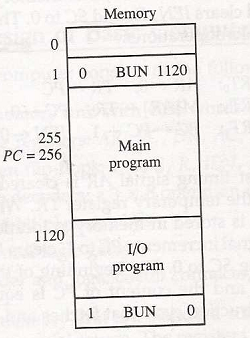 Memory
0
1 0 BUN 1120
255
PC = 256
Main
program
1120
I/O
program
1 BUN 0